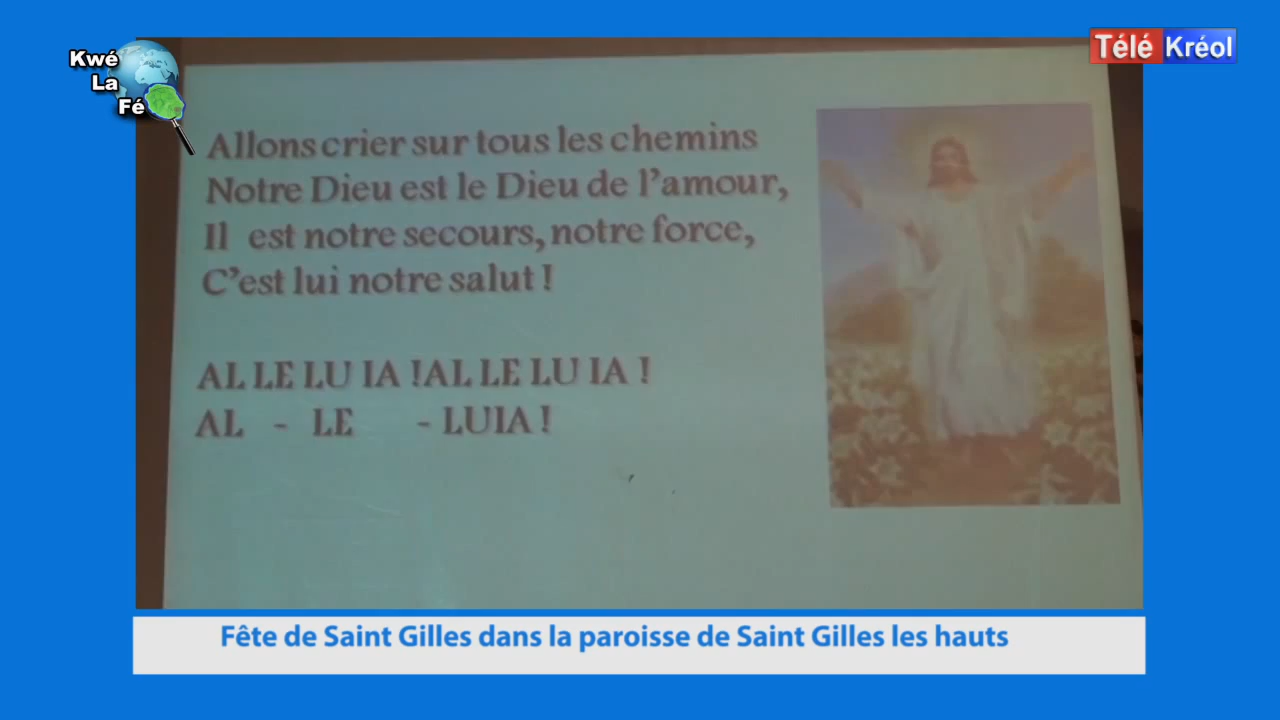 Kwé
La
Fé
Télé Kréol
Allons crier sur tous les chemins
Notre Dieu est le Dieu de l'amour,
Il est notre secours, notre force,
C'est lui notre salut !
AL LE LU IA !AL LE LU IA !
AL - LE - LUIA !
Fête de Saint Gilles dans la paroisse de Saint Gilles les hauts